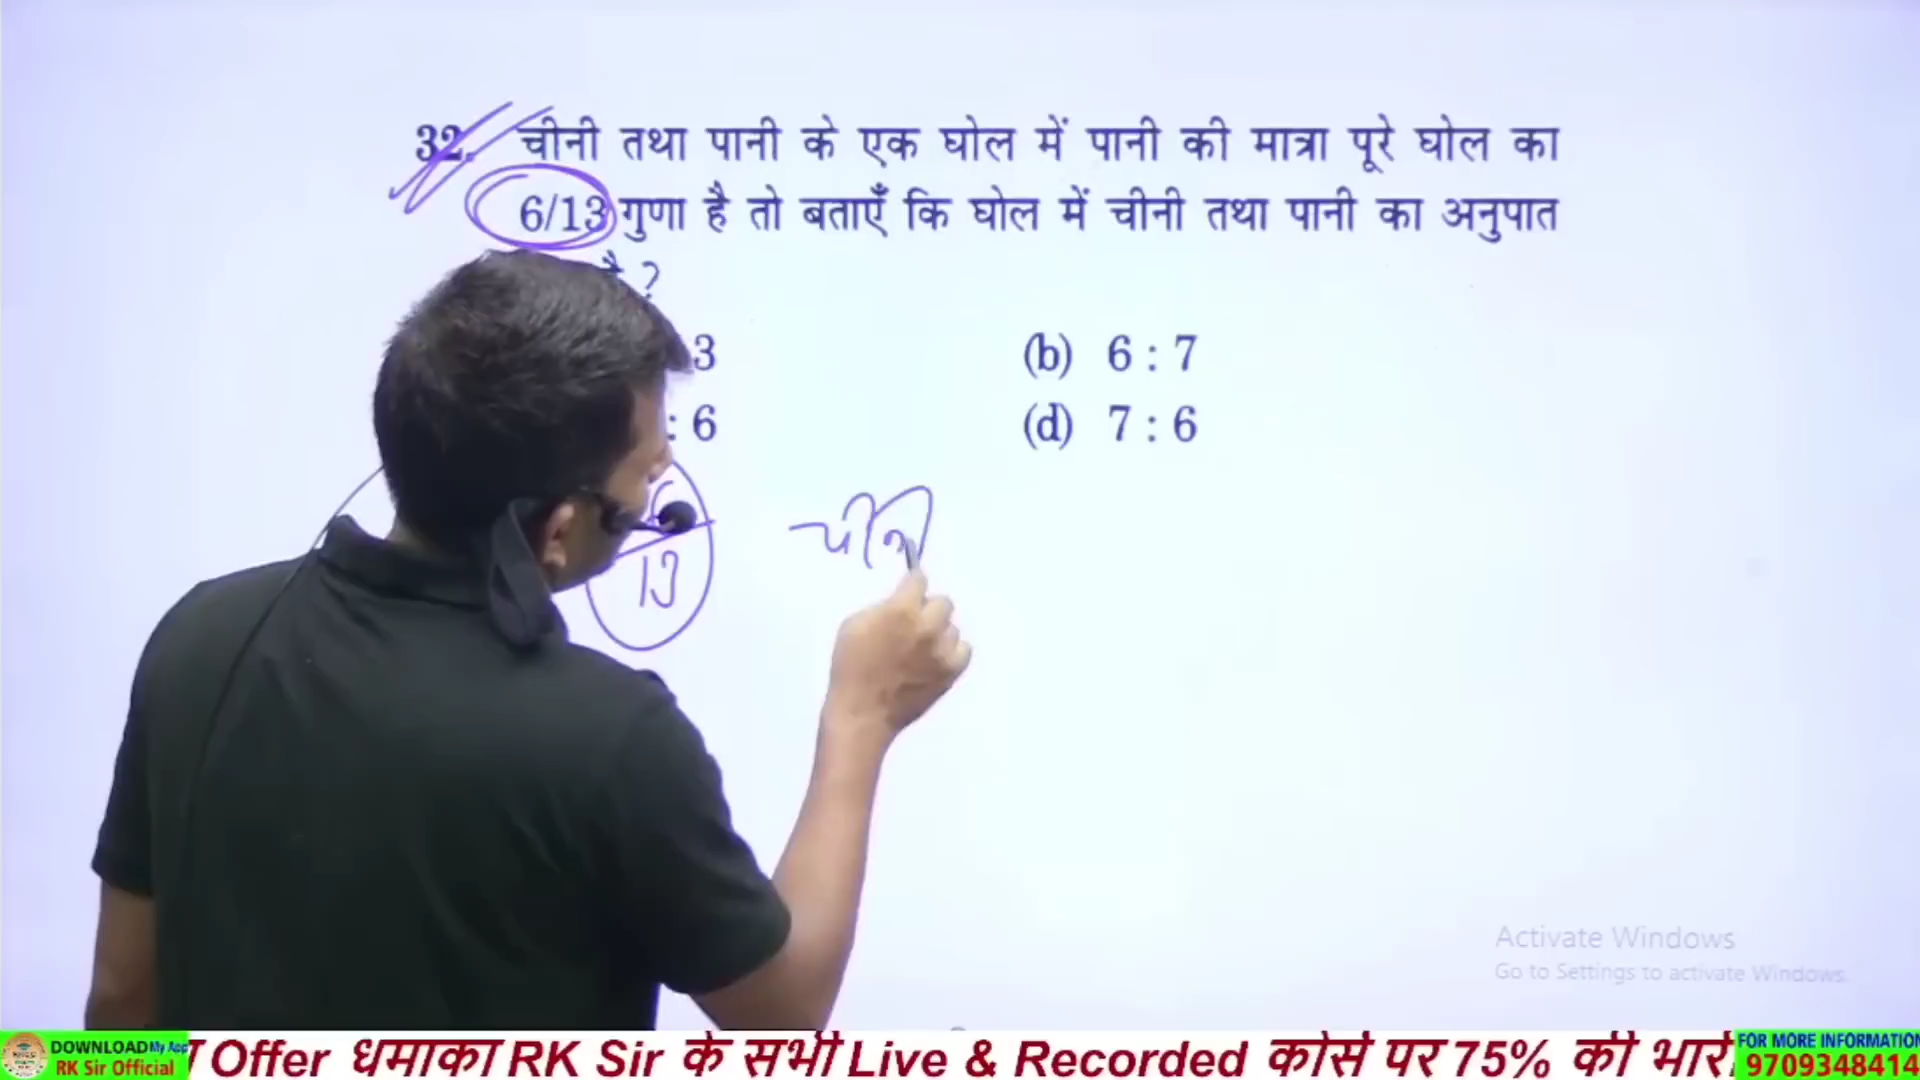 32. चीनी तथा पानी के एक घोल में पानी की मात्रा पूरे घोल का
6/13 गुणा है तो बताएँ कि घोल में चीनी तथा पानी का अनुपात
है ?
3
(b) 6 : 7
: 6
(d) 7 : 6
6
13
चीनी
Activate Windows
Go to Settings to activate Windows.
DOWNLOAD My App
RK Sir Official
Offer धमाका RK Sir के सभी Live & Recorded कोर्स पर 75% की
FOR MORE INFORMATION
9709348414